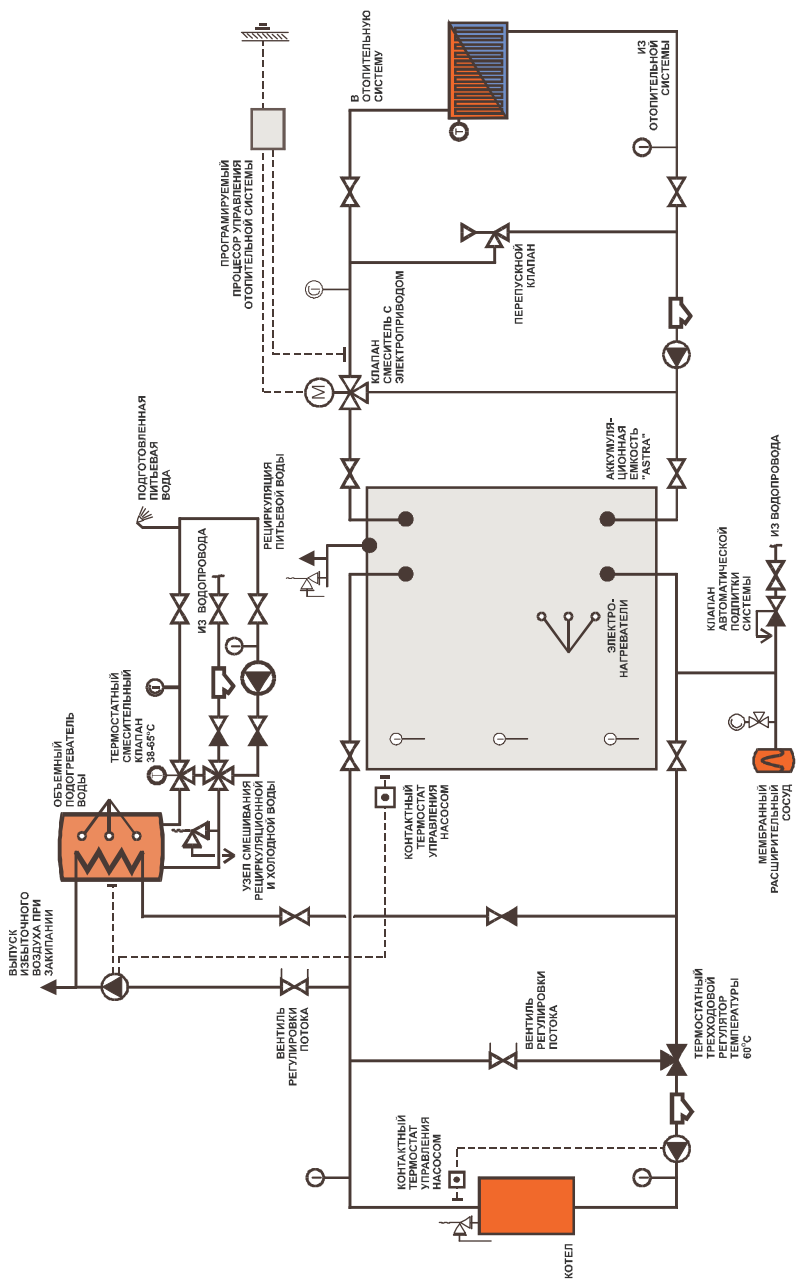 ВЫПУСК
ИЗБЫТОЧНОГО
ВОЗДУХА ПРИ
ЗАКИПАНИИ
ОБЪЕМНЫЙ
ПОДОГРЕВАТЕЛЬ
ВОДЫ
ТЕРМОСТАТНЫЙ
СМЕСИТЕЛЬНЫЙ
КЛАПАН
38-65°C
T
ПОДГОТОВЛЕННАЯ
ПИТЬЕВАЯ
ВОДА
ИЗ ВОДОПРОВОДА
УЗЕЛ СМЕШИВАНИЯ
РЕЦИРКУЛЯЦИОННОЙ
И ХОЛОДНОЙ ВОДЫ
РЕЦИРКУЛЯЦИЯ
ПИТЬЕВОЙ ВОДЫ
ПРОГРАМИРУЕМЫЙ
ПРОЦЕСОР УПРАВЛЕНИЯ
ОТОПИТЕЛЬНОЙ СИСТЕМЫ
ВЕНТИЛЬ
РЕГУЛИРОВКИ
ПОТОКА
M
КЛАПАН
СМЕСИТЕЛЬ С
ЭЛЕКТРОПРИВОДОМ
В
ОТОПИТЕЛЬНУЮ
СИСТЕМУ
T
КОНТАКТНЫЙ
ТЕРМОСТАТ
УПРАВЛЕНИЯ
НАСОСОМ
КОНТАКТНЫЙ
ТЕРМОСТАТ
УПРАВЛЕНИЯ
НАСОСОМ
ВЕНТИЛЬ
РЕГУЛИРОВКИ
ПОТОКА
ПЕРЕПУСКНОЙ
КЛАПАН
КОТЕЛ
ЭЛЕКТРО-
НАГРЕВАТЕЛИ
АККУМУЛЯ-
ЦИОННАЯ
ЕМКОСТЬ
"ASTRA"
ИЗ
ОТОПИТЕЛЬНОЙ
СИСТЕМЫ
ТЕРМОСТАТНЫЙ
ТРЕХХОДОВОЙ
РЕГУЛЯТОР
ТЕМПЕРАТУРЫ
60°C
МЕМБРАННЫЙ
РАСШИРИТЕЛЬНЫЙ
СОСУД
КЛАПАН
АВТОМАТИЧЕСКОЙ
ПОДПИТКИ
СИСТЕМЫ
ИЗ ВОДОПРОВОДА